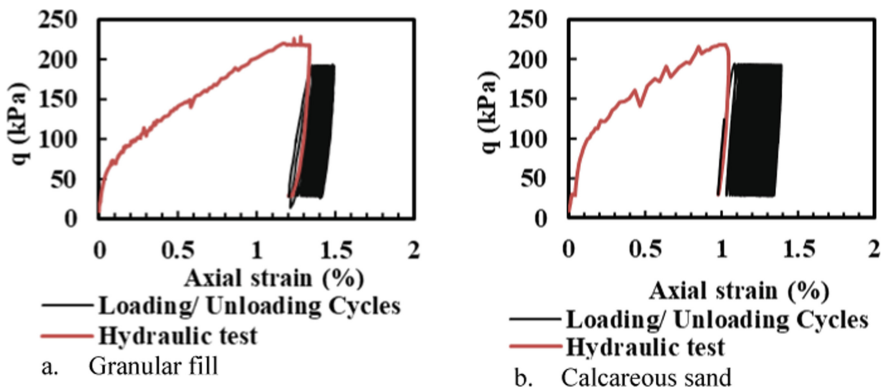 250
200
150
100
50
0
q (kPa)
0 0.5 1 1.5 2
Axial strain (%)
Loading/ Unloading Cycles
Hydraulic test
a. Granular fill
250
200
150
100
50
0
q (kPa)
0 0.5 1 1.5 2
Axial strain (%)
Loading/ Unloading Cycles
Hydraulic test
b. Calcareous sand